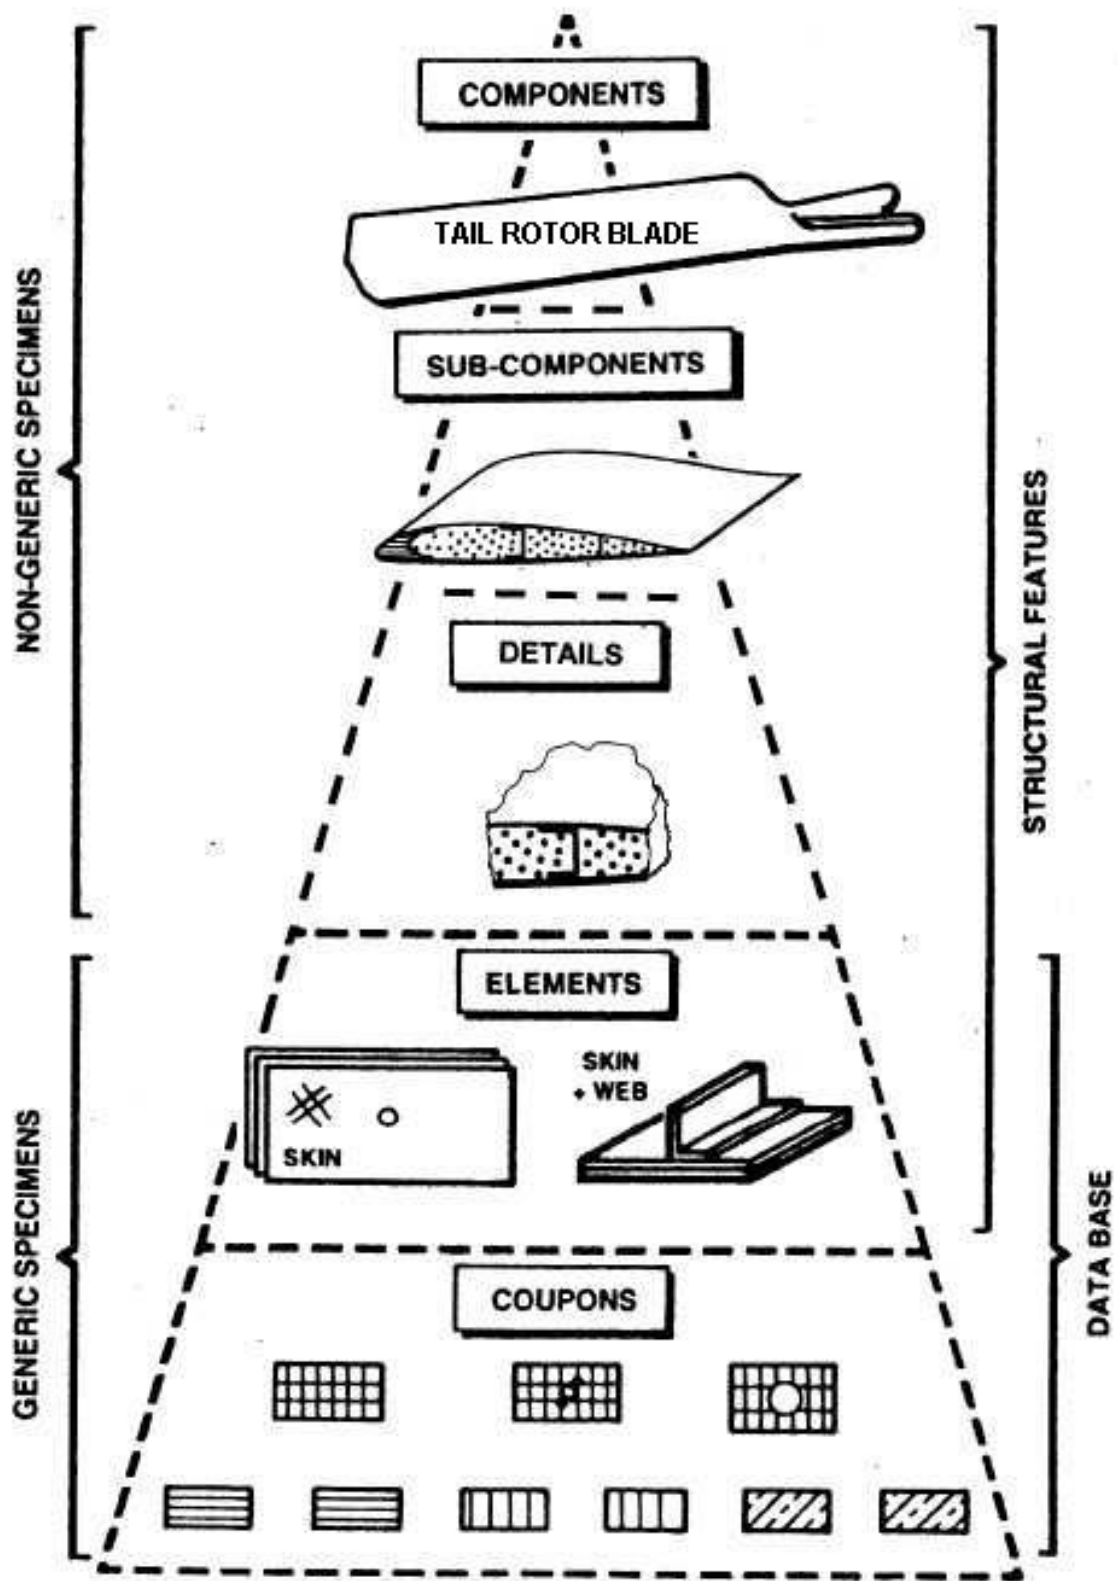 COMPONENTS
TAIL ROTOR BLADE
SUB-COMPONENTS
DETAILS
ELEMENTS
SKIN
SKIN
+ WEB
COUPONS
NON-GENERIC SPECIMENS
GENERIC SPECIMENS
STRUCTURAL FEATURES
DATA BASE